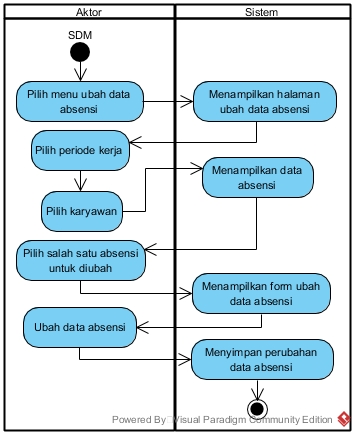 Aktor
Sistem
SDM
Pilih menu ubah data
absensi
Menampilkan halaman
ubah data absensi
Pilih periode kerja
Menampilkan data
absensi
Pilih karyawan
Pilih salah satu absensi
untuk diubah
Menampilkan form ubah
data absensi
Ubah data absensi
Menyimpan perubahan
data absensi
Powered By Visual Paradigm Community Edition